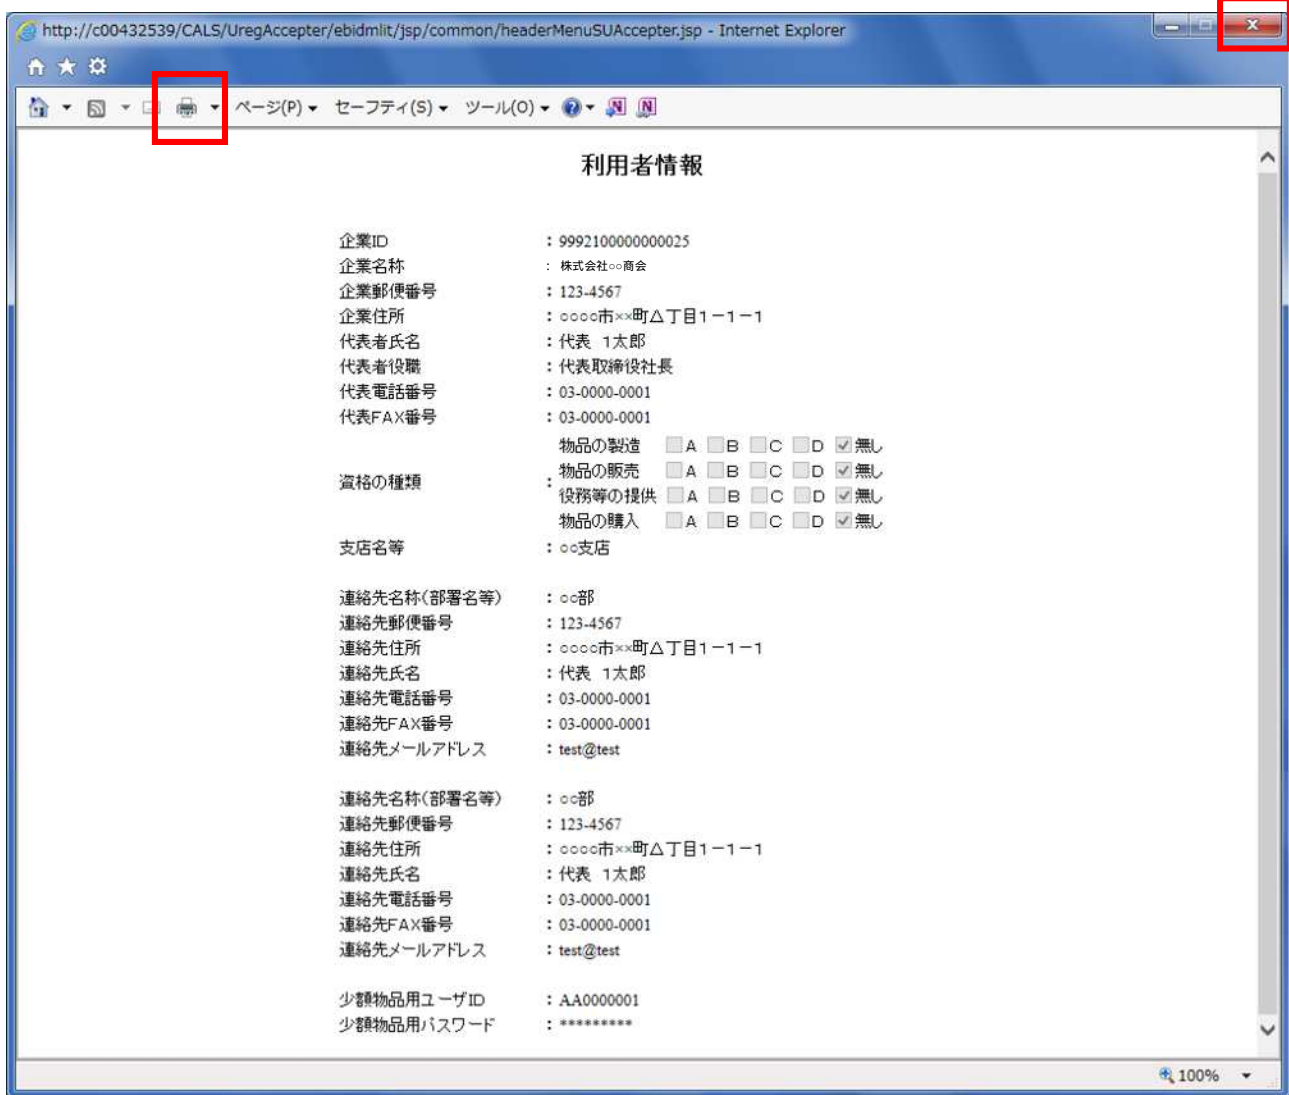 http://c00432539/CALS/UregAccepter/ebidmlit/jsp/common/headerMenuSUAccepter.jsp - Internet Explorer
ページ(P) セーフティ(S) ツール(O)
利用者情報
企業ID : 9992100000000025
企業名称 : 株式会社○○商会
企業郵便番号 : 123-4567
企業住所 : ○○○○市××町△丁目1-1-1
代表者氏名 : 代表 1太郎
代表者役職 : 代表取締役社長
代表電話番号 : 03-0000-0001
代表FAX番号 : 03-0000-0001
資格の種類 :
物品の製造 A B C D 無し
物品の販売 A B C D 無し
役務等の提供 A B C D 無し
物品の購入 A B C D 無し
支店名等 : ○○支店
連絡先名称(部署名等) : ○○部
連絡先郵便番号 : 123-4567
連絡先住所 : ○○○○市××町△丁目1-1-1
連絡先氏名 : 代表 1太郎
連絡先電話番号 : 03-0000-0001
連絡先FAX番号 : 03-0000-0001
連絡先メールアドレス : test@test
連絡先名称(部署名等) : ○○部
連絡先郵便番号 : 123-4567
連絡先住所 : ○○○○市××町△丁目1-1-1
連絡先氏名 : 代表 1太郎
連絡先電話番号 : 03-0000-0001
連絡先FAX番号 : 03-0000-0001
連絡先メールアドレス : test@test
少額物品用ユーザID : AA0000001
少額物品用パスワード : *********
100%